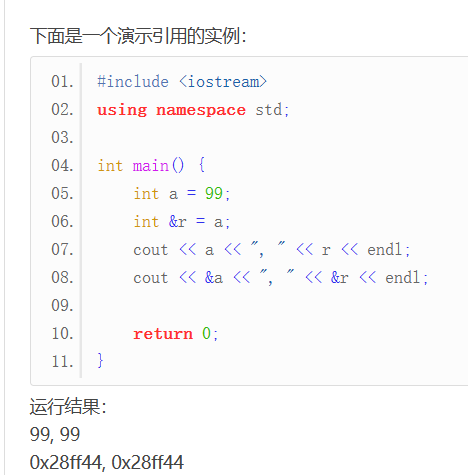 下面是一个演示引用的实例：
01. #include <iostream>
02. using namespace std;
03.
04. int main() {
05.     int a = 99;
06.     int &r = a;
07.     cout << a << ", " << r << endl;
08.     cout << &a << ", " << &r << endl;
09.
10.     return 0;
11. }
运行结果：
99, 99
0x28ff44, 0x28ff44